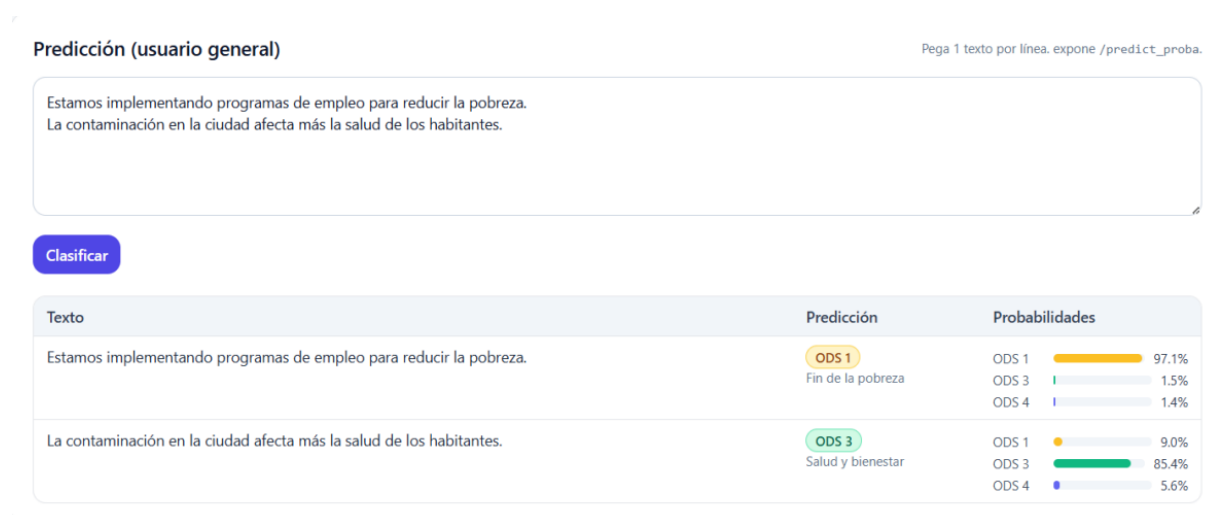 Predicción (usuario general)
Pega 1 texto por línea. expone /predict_proba.
Estamos implementando programas de empleo para reducir la pobreza.
La contaminación en la ciudad afecta más la salud de los habitantes.
Clasificar
Texto Predicción Probabilidades
Estamos implementando programas de empleo para reducir la pobreza. ODS 1 ODS 1 97.1%
Fin de la pobreza ODS 3 1.5%
ODS 4 1.4%
La contaminación en la ciudad afecta más la salud de los habitantes. ODS 3 ODS 1 9.0%
Salud y bienestar ODS 3 85.4%
ODS 4 5.6%